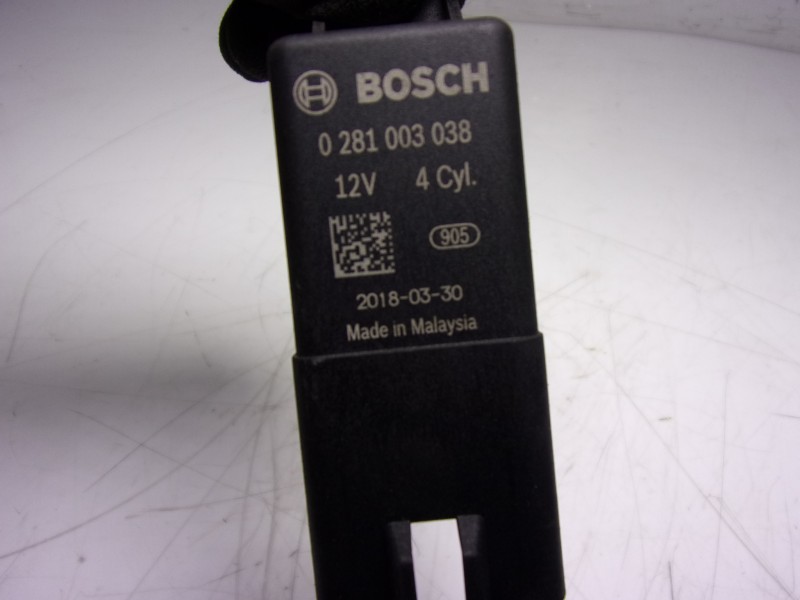 BOSCH
0 281 003 038
12V 4 Cyl.
905
2018-03-30
Made in Malaysia